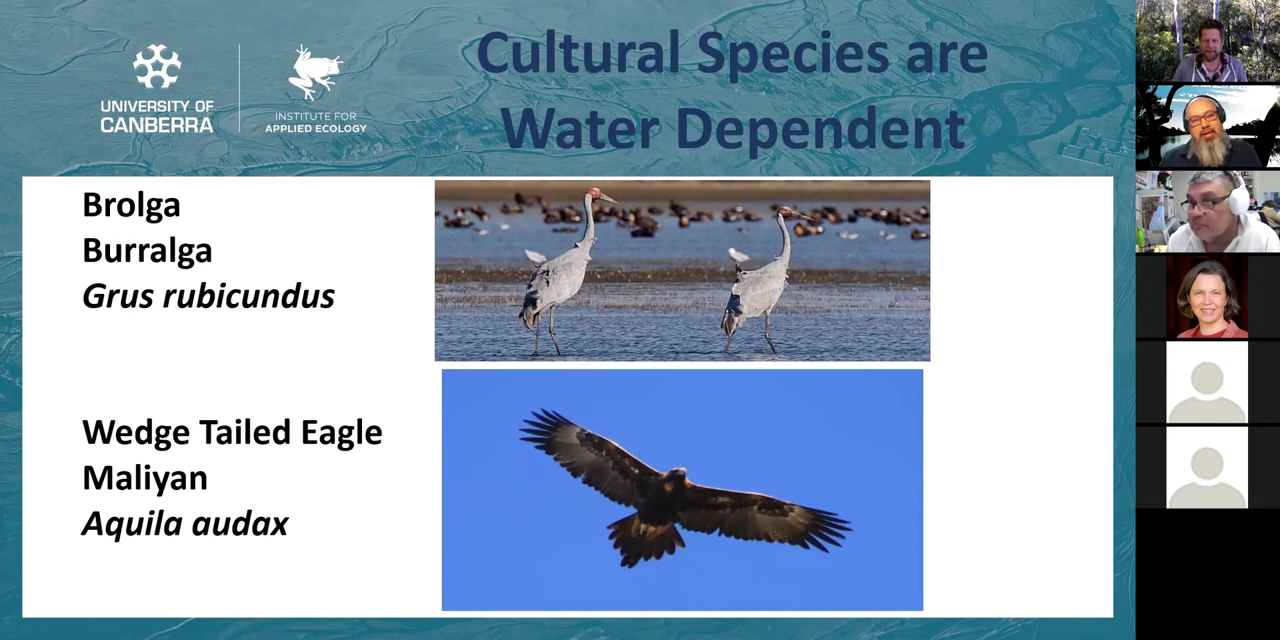 UNIVERSITY OF
CANBERRA
INSTITUTE FOR
APPLIED ECOLOGY
Cultural Species are
Water Dependent
Brolga
Burralga
Grus rubicundus
Wedge Tailed Eagle
Maliyan
Aquila audax